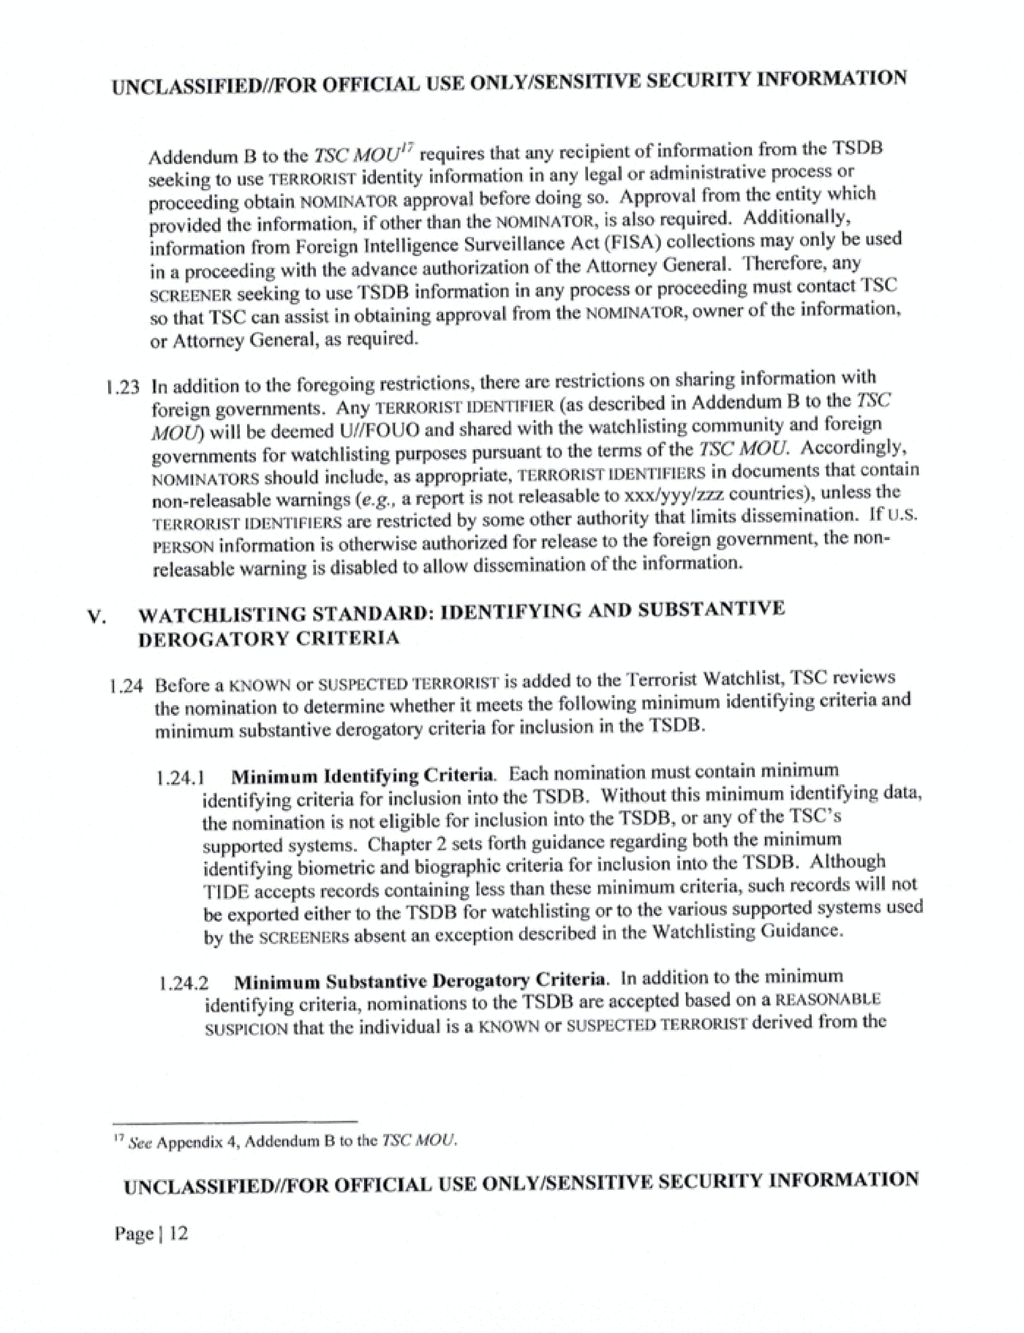 UNCLASSIFIED//FOR OFFICIAL USE ONLY/SENSITIVE SECURITY INFORMATION
Addendum B to the TSC MOU17 requires that any recipient of information from the TSDB
seeking to use TERRORIST identity information in any legal or administrative process or
proceeding obtain NOMINATOR approval before doing so. Approval from the entity which
provided the information, if other than the NOMINATOR, is also required. Additionally,
information from Foreign Intelligence Surveillance Act (FISA) collections may only be used
in a proceeding with the advance authorization of the Attorney General. Therefore, any
SCREENER seeking to use TSDB information in any process or proceeding must contact TSC
so that TSC can assist in obtaining approval from the NOMINATOR, owner of the information,
or Attorney General, as required.
1.23 In addition to the foregoing restrictions, there are restrictions on sharing information with
foreign governments. Any TERRORIST IDENTIFIER (as described in Addendum B to the TSC
MOU) will be deemed U//FOUO and shared with the watchlisting community and foreign
governments for watchlisting purposes pursuant to the terms of the TSC MOU. Accordingly,
NOMINATORS should include, as appropriate, TERRORIST IDENTIFIERS in documents that contain
non-releasable warnings (e.g., a report is not releasable to xxx/yyy/zzz countries), unless the
TERRORIST IDENTIFIERS are restricted by some other authority that limits dissemination. If U.S.
PERSON information is otherwise authorized for release to the foreign government, the non-
releasable warning is disabled to allow dissemination of the information.
V. WATCHLISTING STANDARD: IDENTIFYING AND SUBSTANTIVE
DEROGATORY CRITERIA
1.24 Before a KNOWN or SUSPECTED TERRORIST is added to the Terrorist Watchlist, TSC reviews
the nomination to determine whether it meets the following minimum identifying criteria and
minimum substantive derogatory criteria for inclusion in the TSDB.
1.24.1 Minimum Identifying Criteria. Each nomination must contain minimum
identifying criteria for inclusion into the TSDB. Without this minimum identifying data,
the nomination is not eligible for inclusion into the TSDB, or any of the TSC's
supported systems. Chapter 2 sets forth guidance regarding both the minimum
identifying biometric and biographic criteria for inclusion into the TSDB. Although
TIDE accepts records containing less than these minimum criteria, such records will not
be exported either to the TSDB for watchlisting or to the various supported systems used
by the SCREENERs absent an exception described in the Watchlisting Guidance.
1.24.2 Minimum Substantive Derogatory Criteria. In addition to the minimum
identifying criteria, nominations to the TSDB are accepted based on a REASONABLE
SUSPICION that the individual is a KNOWN or SUSPECTED TERRORIST derived from the
17 See Appendix 4, Addendum B to the TSC MOU.
UNCLASSIFIED//FOR OFFICIAL USE ONLY/SENSITIVE SECURITY INFORMATION
Page | 12